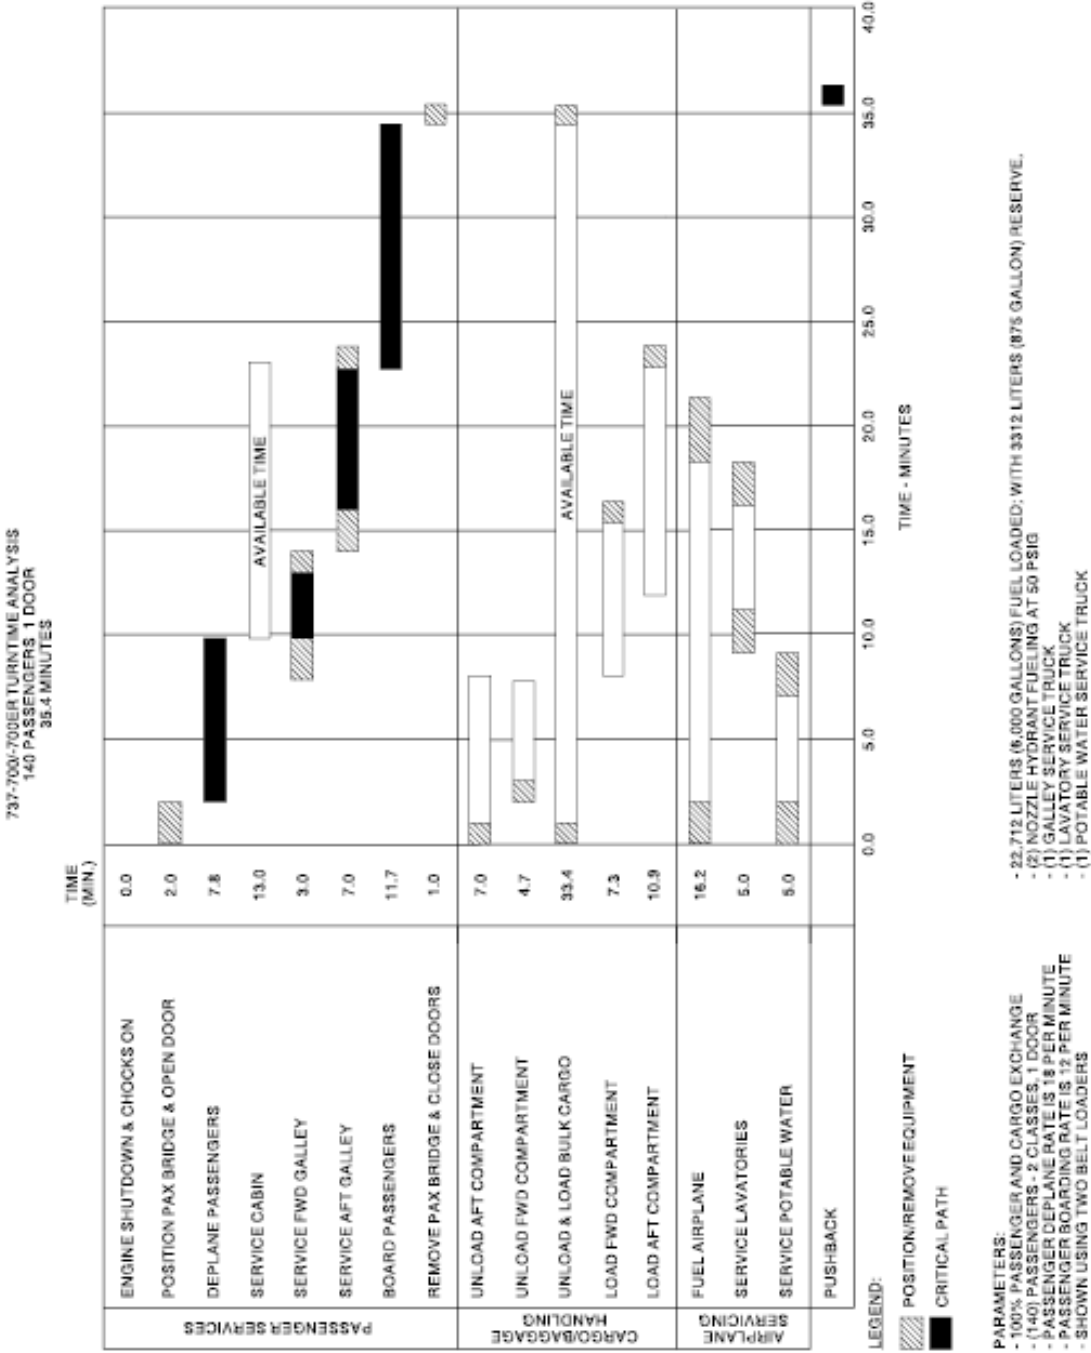 737-700/-700ER TURNTIME ANALYSIS
140 PASSENGERS 1 DOOR
35.4 MINUTES
TIME
(MIN.)
PASSENGER SERVICES
ENGINE SHUTDOWN & CHOCKS ON 0.0
POSITION PAX BRIDGE & OPEN DOOR 2.0
DEPLANE PASSENGERS 7.8
SERVICE CABIN 13.0 AVAILABLE TIME
SERVICE FWD GALLEY 3.0
SERVICE AFT GALLEY 7.0
BOARD PASSENGERS 11.7
REMOVE PAX BRIDGE & CLOSE DOORS 1.0
CARGO/BAGGAGE
HANDLING
UNLOAD AFT COMPARTMENT 7.0
UNLOAD FWD COMPARTMENT 4.7
UNLOAD & LOAD BULK CARGO 33.4 AVAILABLE TIME
LOAD FWD COMPARTMENT 7.3
LOAD AFT COMPARTMENT 10.9
AIRPLANE
SERVICING
FUEL AIRPLANE 16.2
SERVICE LAVATORIES 5.0
SERVICE POTABLE WATER 5.0
PUSHBACK
0.0 5.0 10.0 15.0 20.0 25.0 30.0 35.0 40.0
TIME - MINUTES
LEGEND:
POSITION/REMOVE EQUIPMENT
CRITICAL PATH
PARAMETERS:
- 100% PASSENGER AND CARGO EXCHANGE
- (140) PASSENGERS - 2 CLASSES, 1 DOOR
- PASSENGER DEPLANE RATE IS 18 PER MINUTE
- PASSENGER BOARDING RATE IS 12 PER MINUTE
- SHOWN USING TWO BELT LOADERS
- 22,712 LITERS (6,000 GALLONS) FUEL LOADED; WITH 3312 LITERS (875 GALLON) RESERVE,
- (2) NOZZLE HYDRANT FUELING AT 50 PSIG
- (1) GALLEY SERVICE TRUCK
- (1) LAVATORY SERVICE TRUCK
- (1) POTABLE WATER SERVICE TRUCK